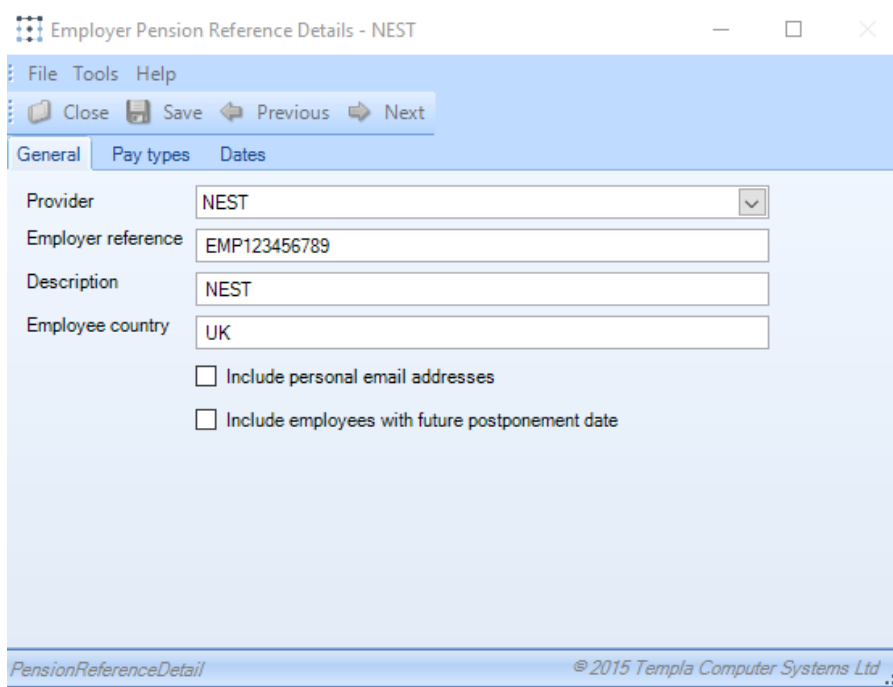 Employer Pension Reference Details - NEST
File Tools Help
Close Save Previous Next
General Pay types Dates
Provider NEST
Employer reference EMP123456789
Description NEST
Employee country UK
Include personal email addresses
Include employees with future postponement date
PensionReferenceDetail © 2015 Templa Computer Systems Ltd